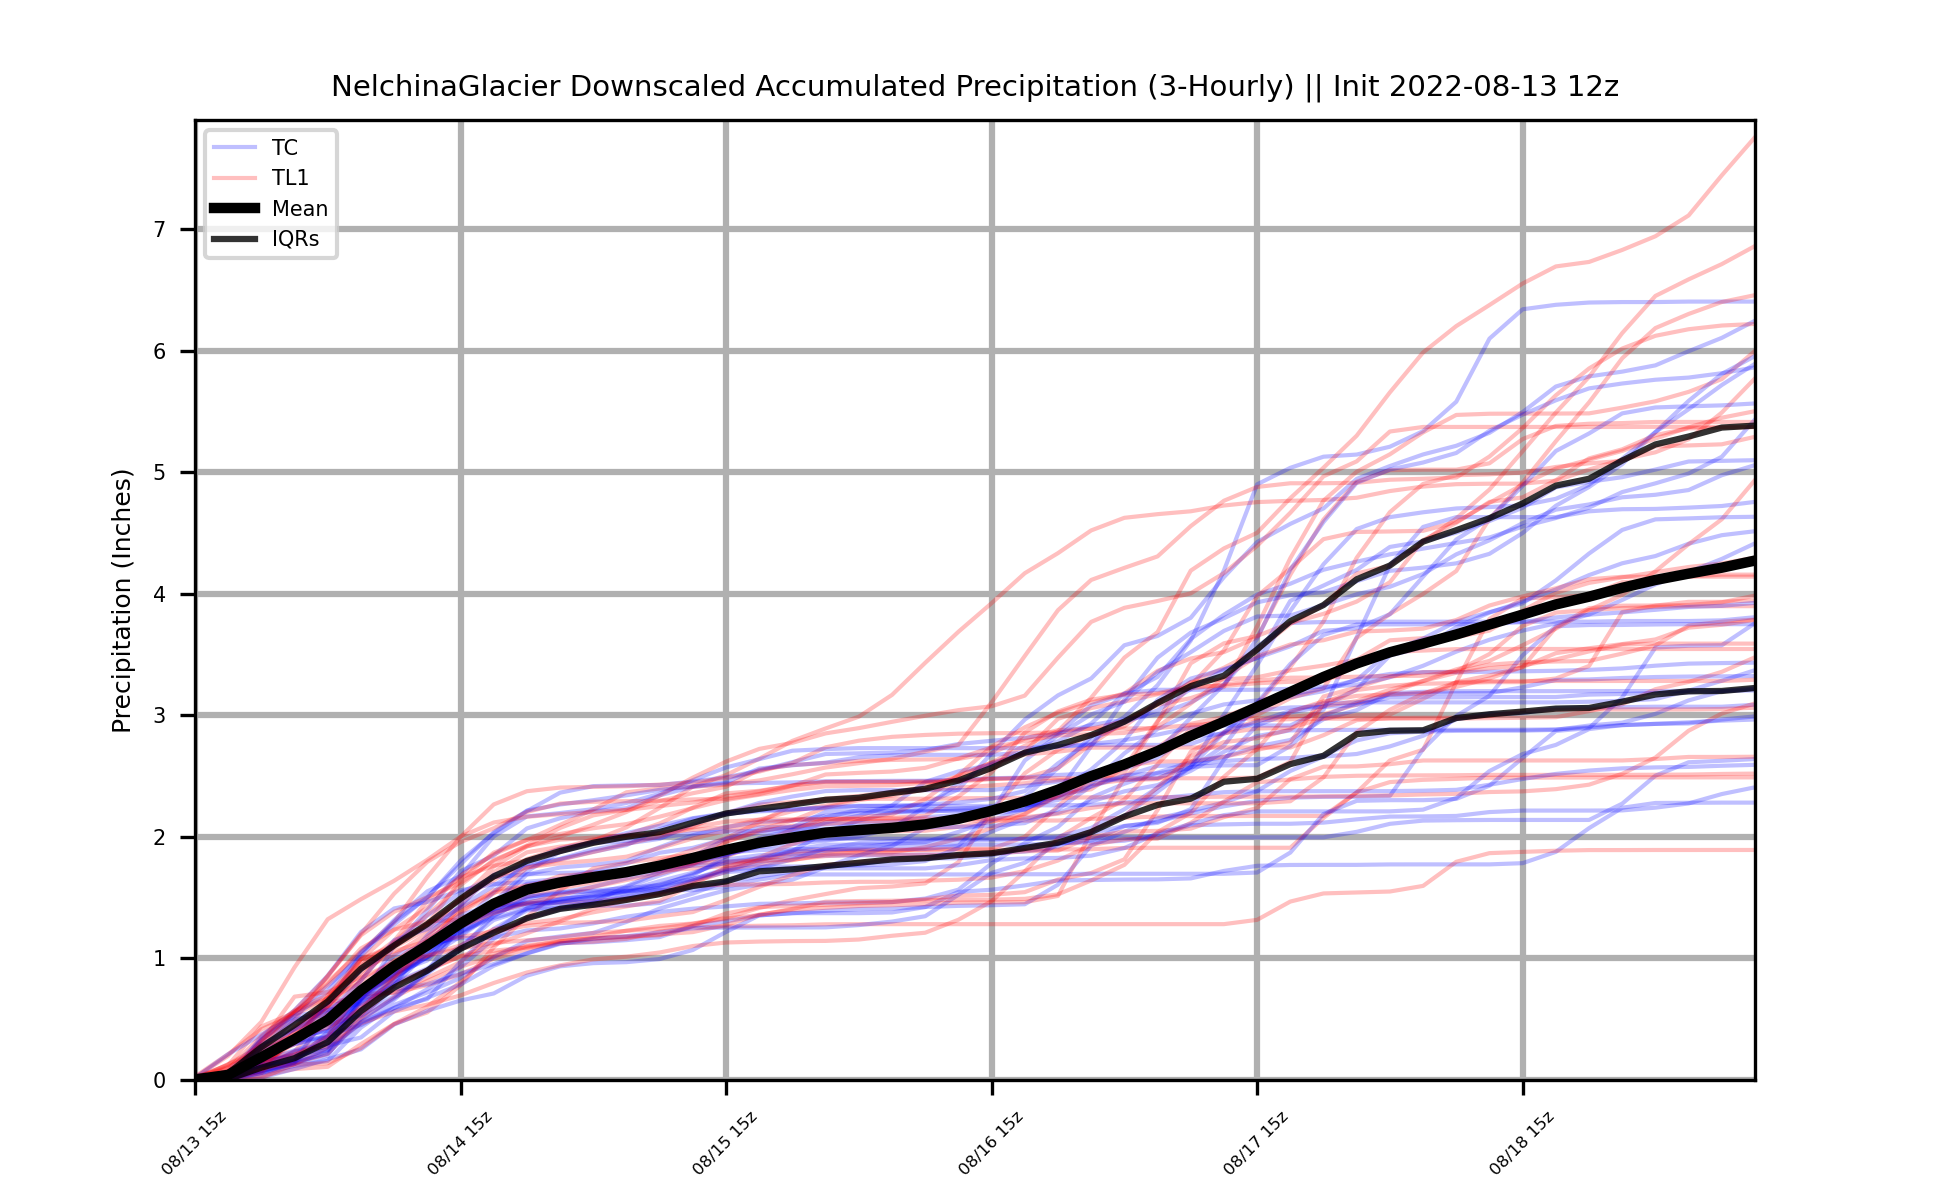 NelchinaGlacier Downscaled Accumulated Precipitation (3-Hourly) || Init 2022-08-13 12z
TC
TL1
Mean
IQRs
Precipitation (Inches)
7
6
5
4
3
2
1
0
08/13 15z
08/14 15z
08/15 15z
08/16 15z
08/17 15z
08/18 15z